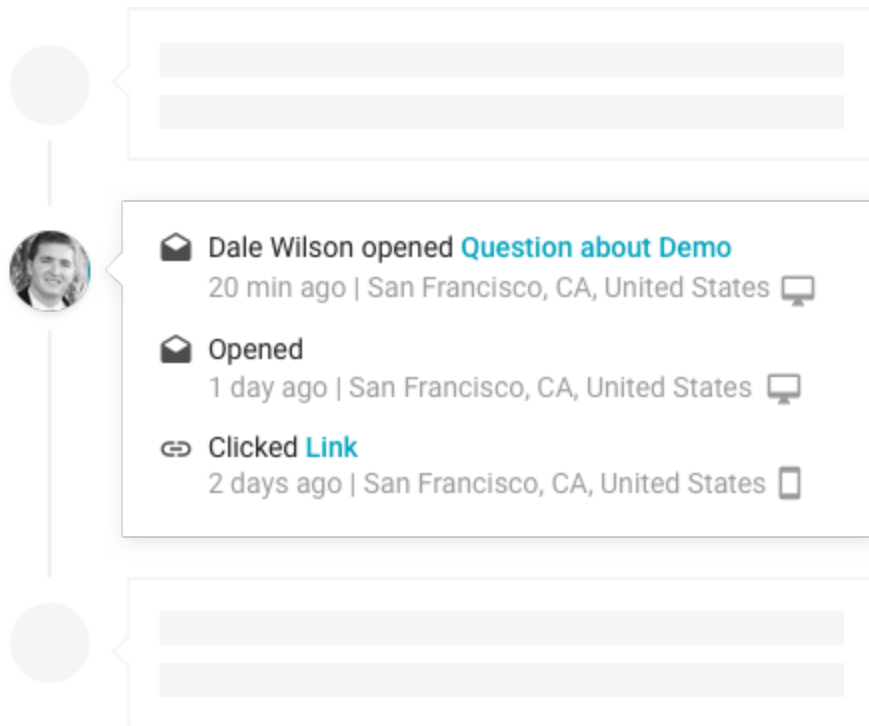 Dale Wilson opened Question about Demo
20 min ago | San Francisco, CA, United States
Opened
1 day ago | San Francisco, CA, United States
Clicked Link
2 days ago | San Francisco, CA, United States